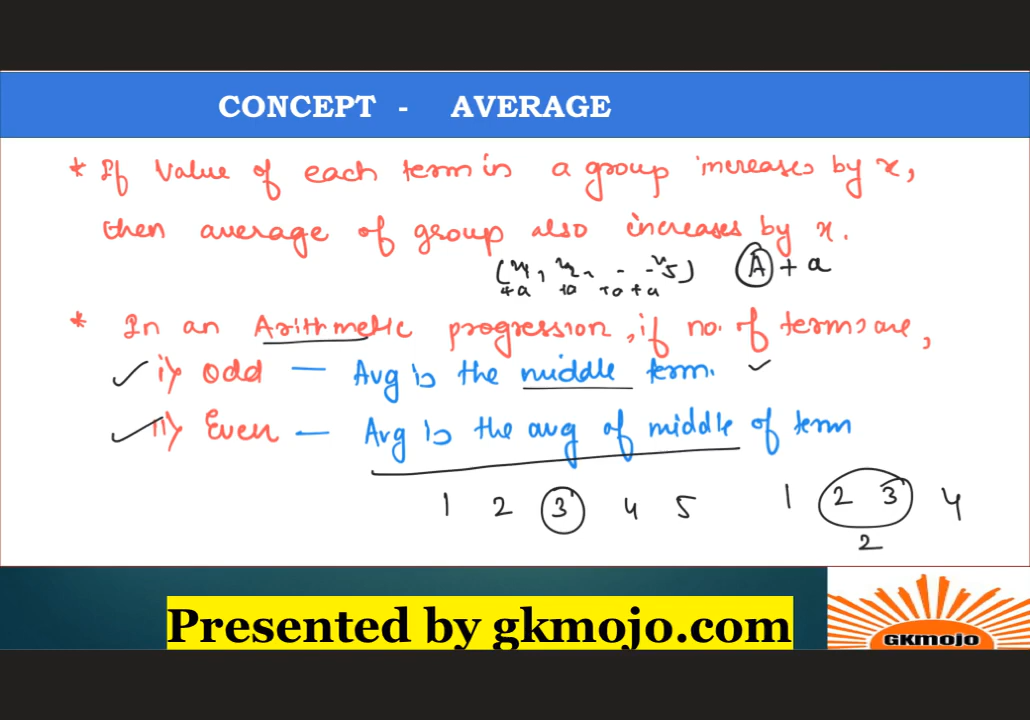 CONCEPT - AVERAGE
* If Value of each term in a group increases by x,
then average of group also increases by x.
A + a
* In an Arithmetic progression, if no. of terms are,
i) Odd — Avg is the middle term.
ii) Even — Avg is the avg of middle of term
1 2 3 4 5 1 2 3 4
2
Presented by gkmojo.com
GKmojo